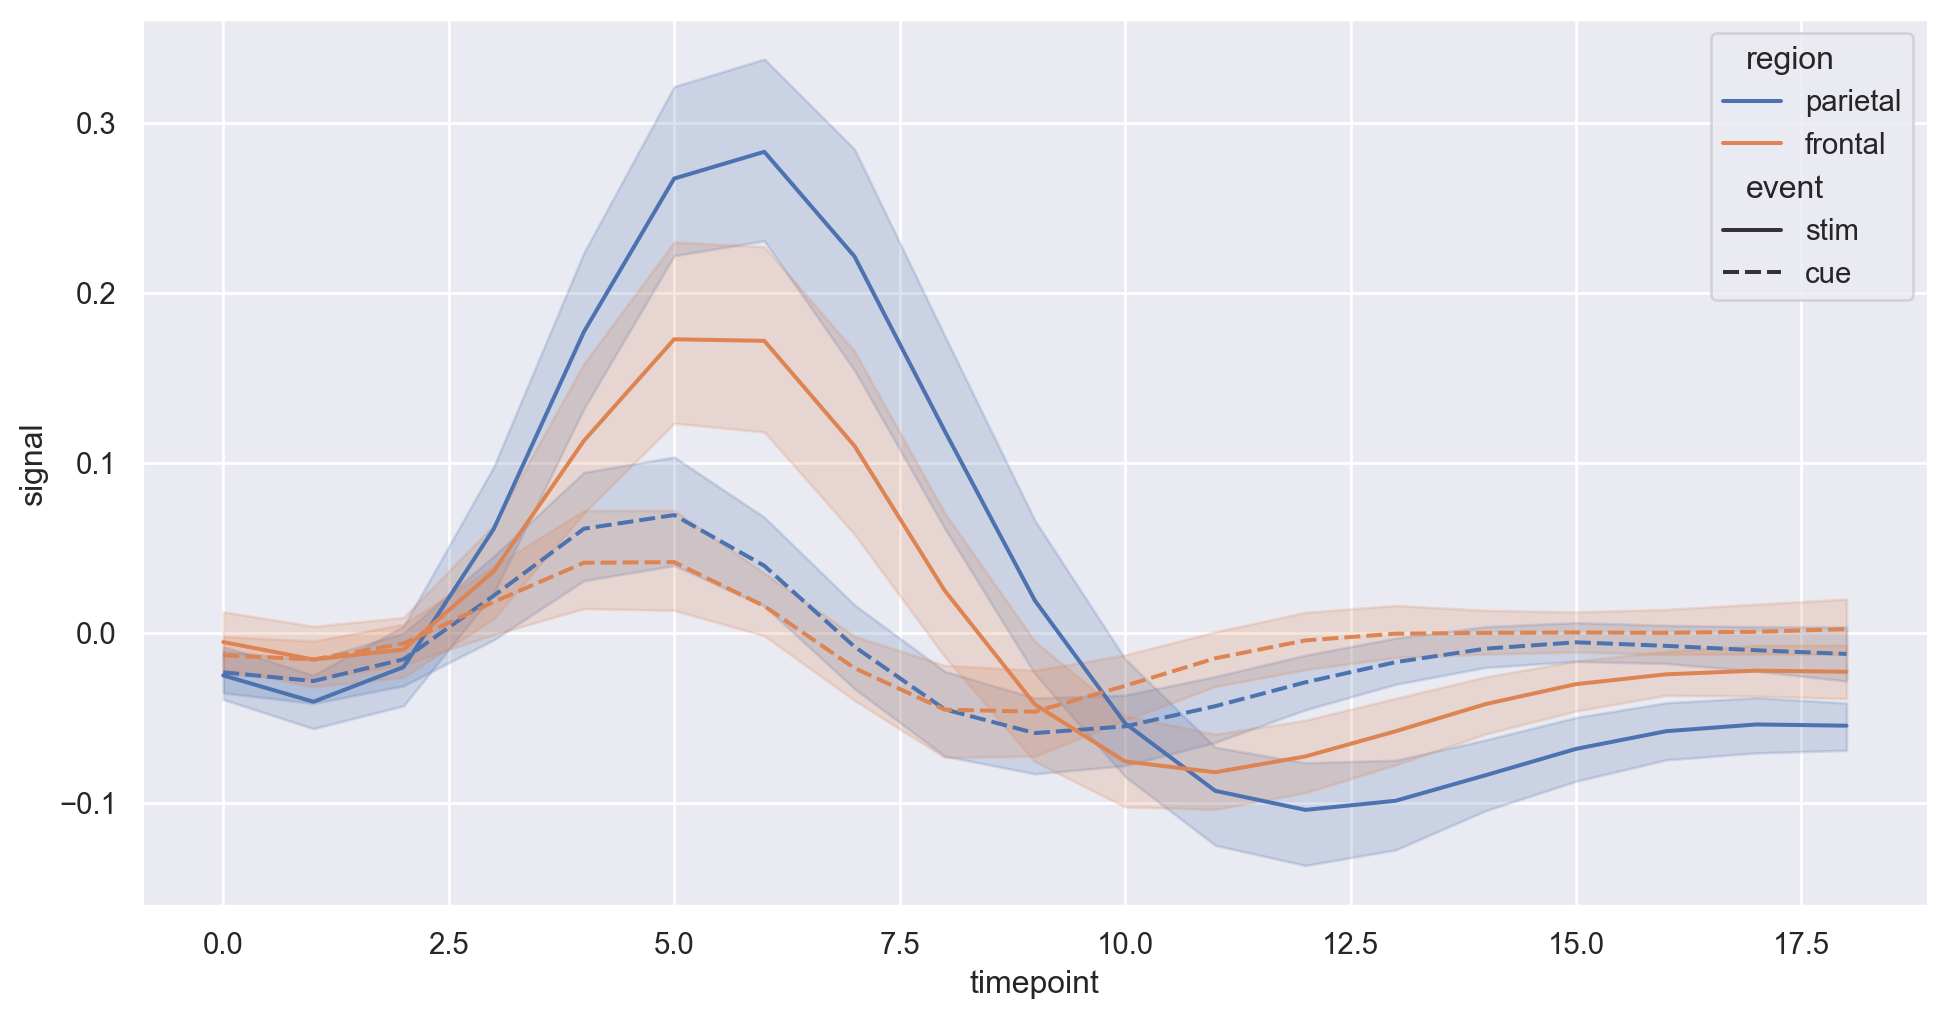 region
parietal
frontal
event
stim
cue
signal
0.3
0.2
0.1
0.0
−0.1
0.0 2.5 5.0 7.5 10.0 12.5 15.0 17.5
timepoint